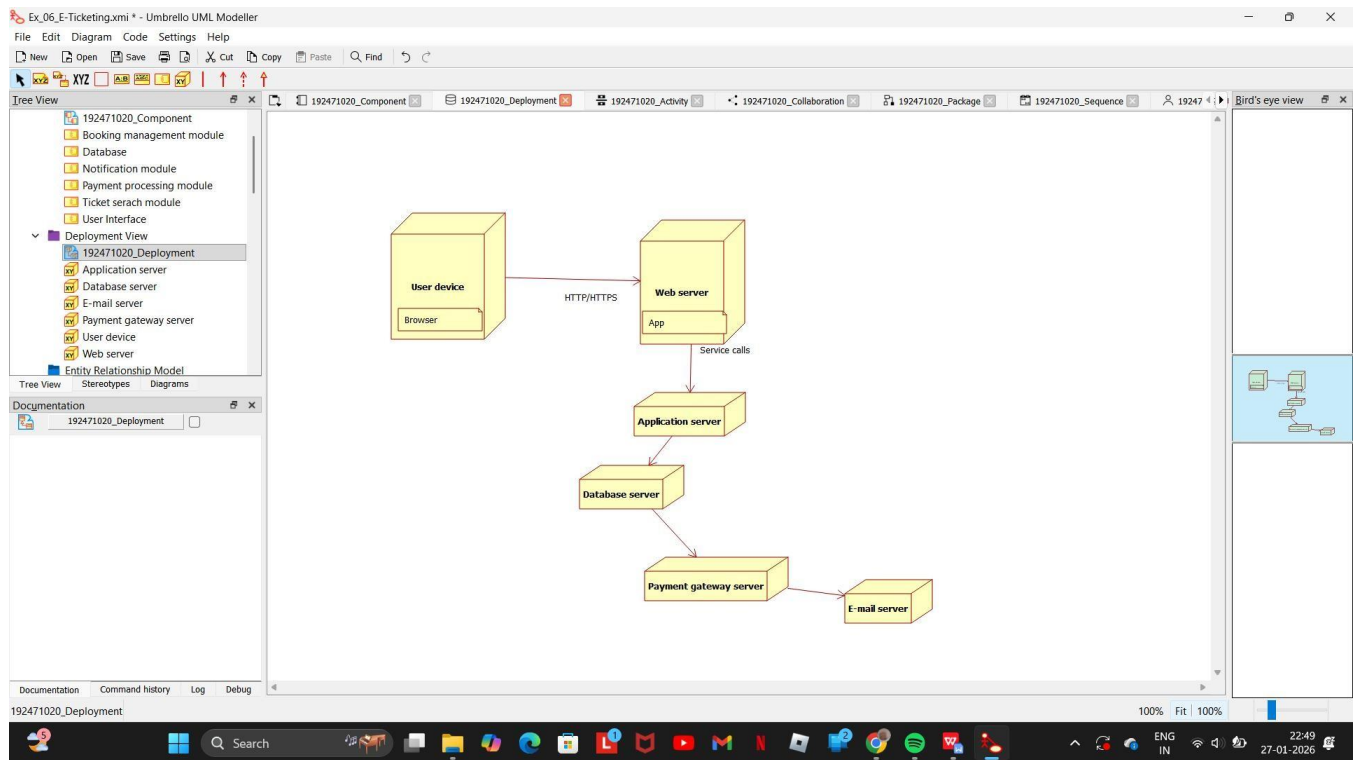 Ex_06_E-Ticketing.xmi * - Umbrello UML Modeller
File Edit Diagram Code Settings Help
New Open Save Cut Copy Paste Find
XYZ XYZ A:B
Tree View
192471020_Component 192471020_Deployment 192471020_Activity 192471020_Collaboration 192471020_Package 192471020_Sequence 19247
Bird's eye view
192471020_Component
Booking management module
Database
Notification module
Payment processing module
Ticket serach module
User Interface
Deployment View
192471020_Deployment
Application server
Database server
E-mail server
Payment gateway server
User device
Web server
Entity Relationship Model
Tree View Stereotypes Diagrams
Documentation
192471020_Deployment
User device
Browser
HTTP/HTTPS
Web server
App
Service calls
Application server
Database server
Payment gateway server
E-mail server
Documentation Command history Log Debug
192471020_Deployment
100% Fit 100%
5
Search
1
2
ENG
IN
22:49
27-01-2026